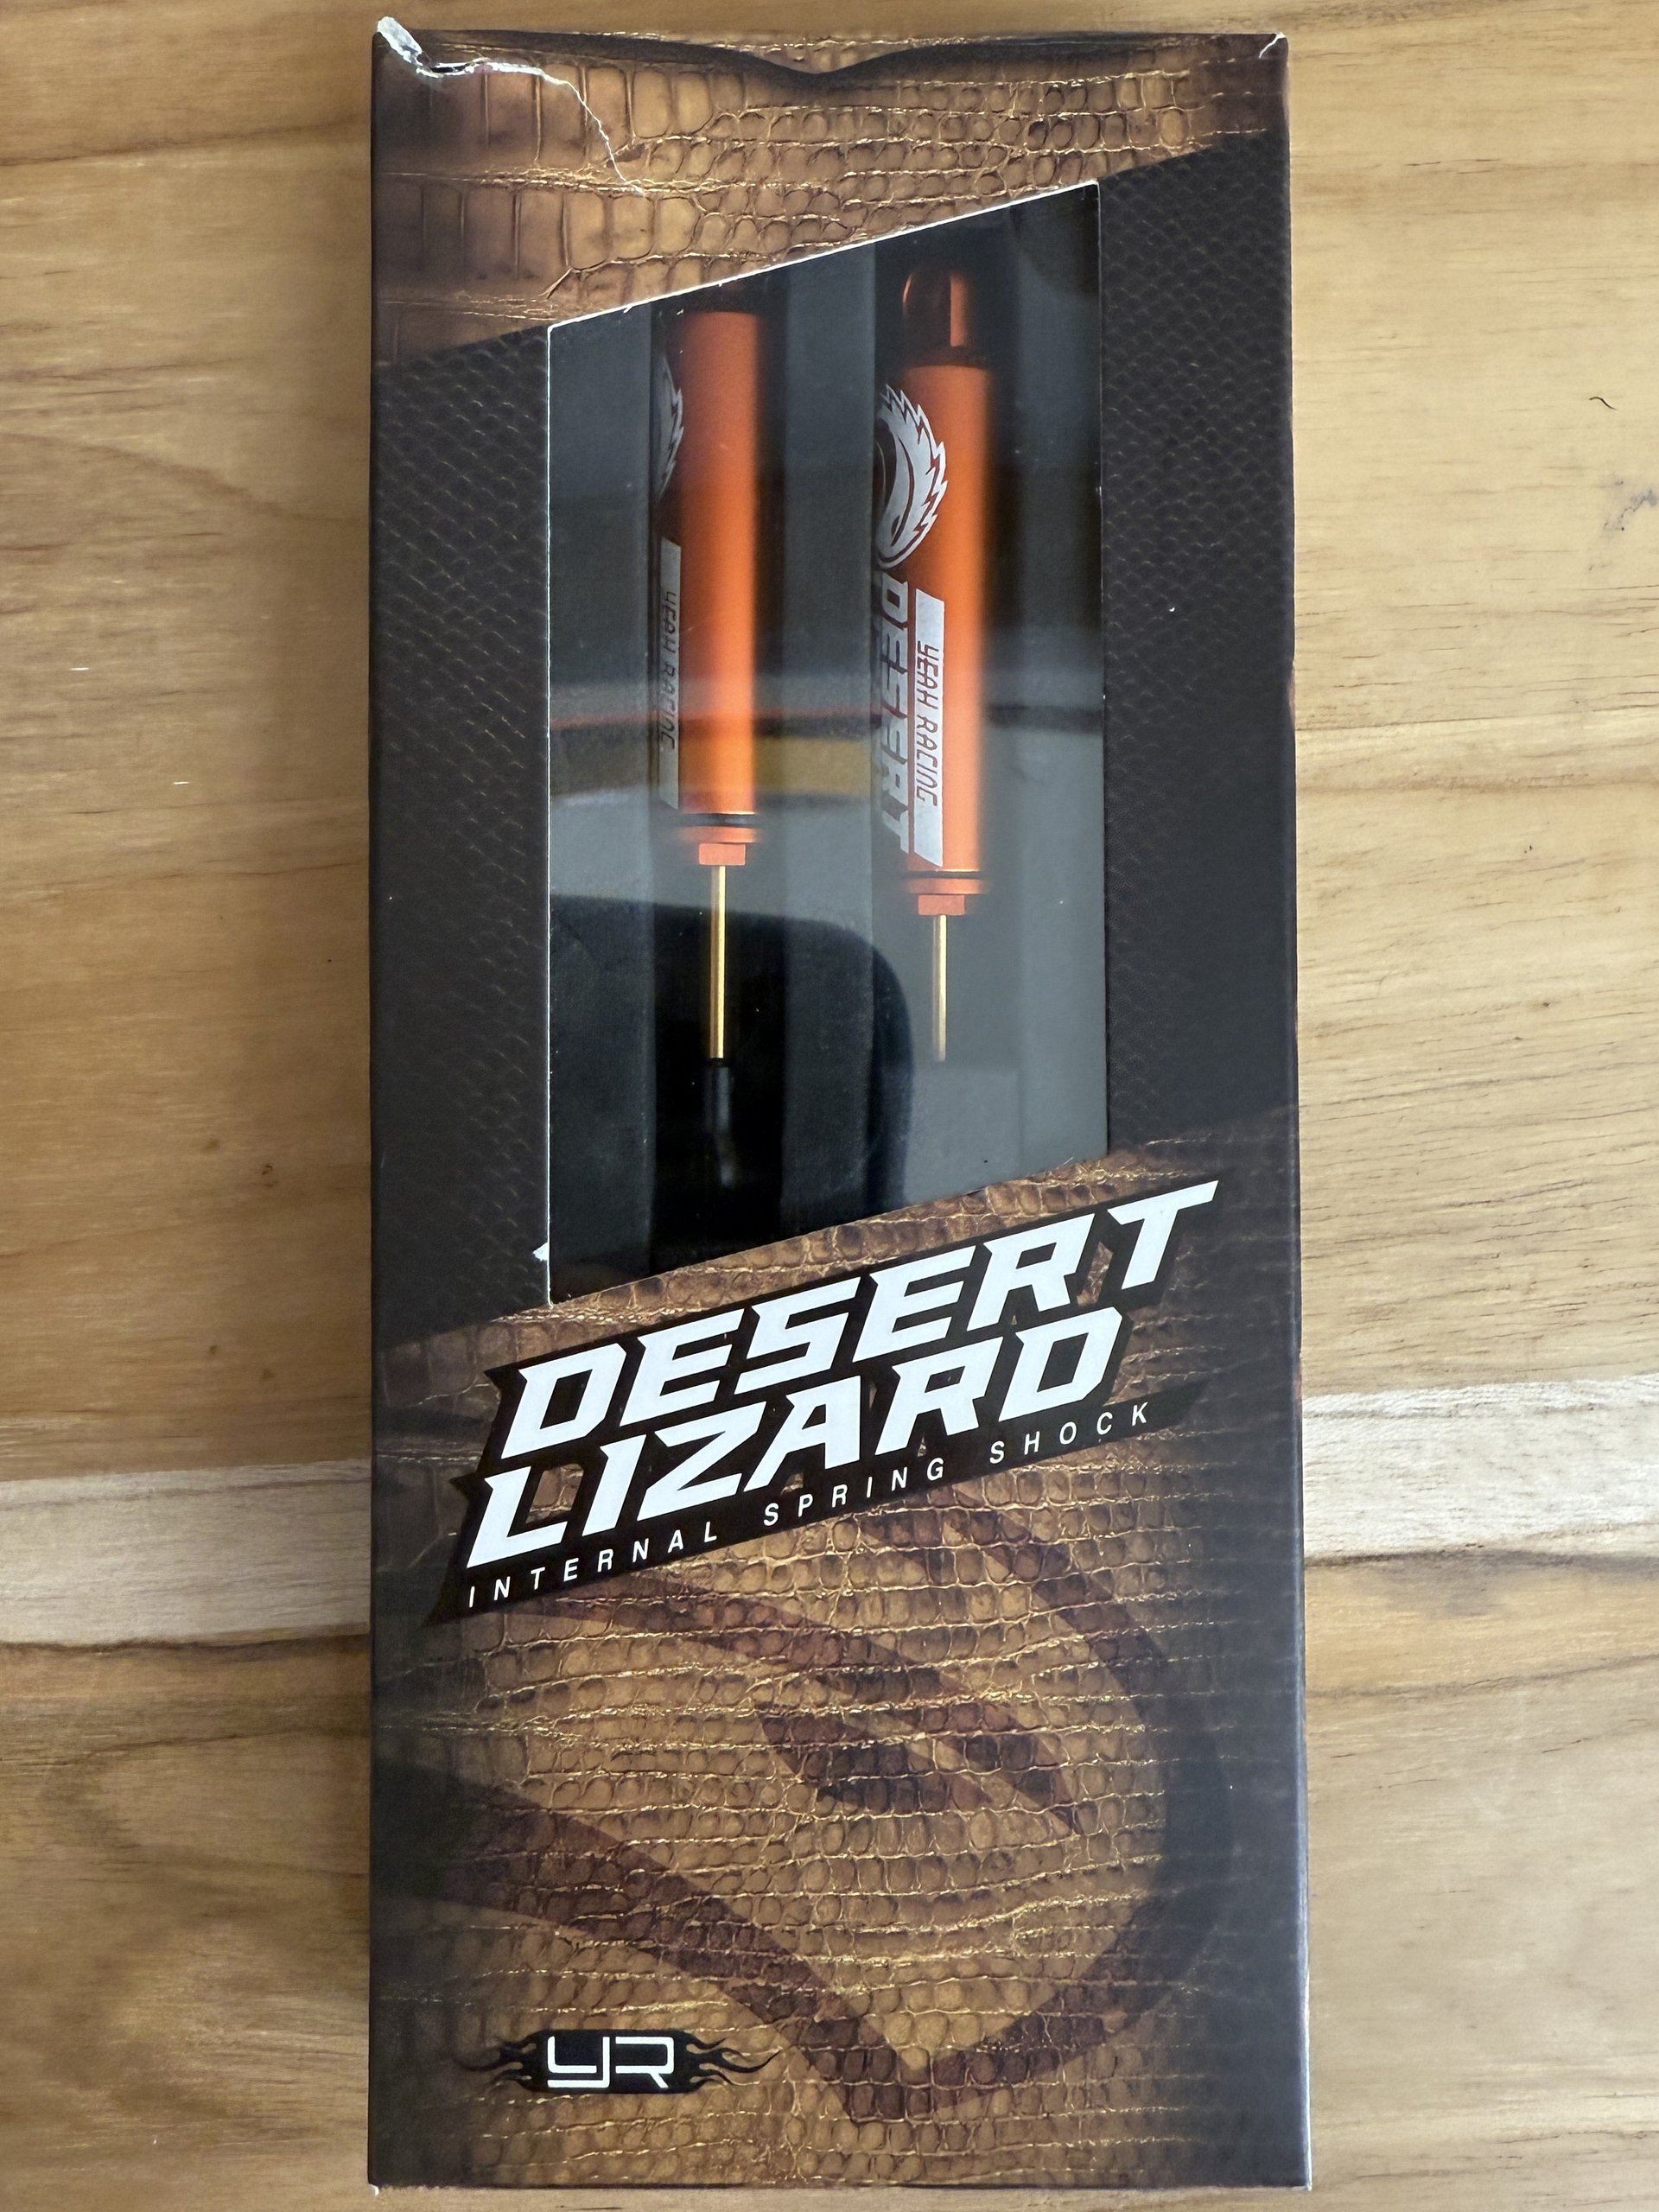 YEAH RACING
YEAH RACING
DESERT
DESERT
LIZARD
INTERNAL SPRING SHOCK
YR